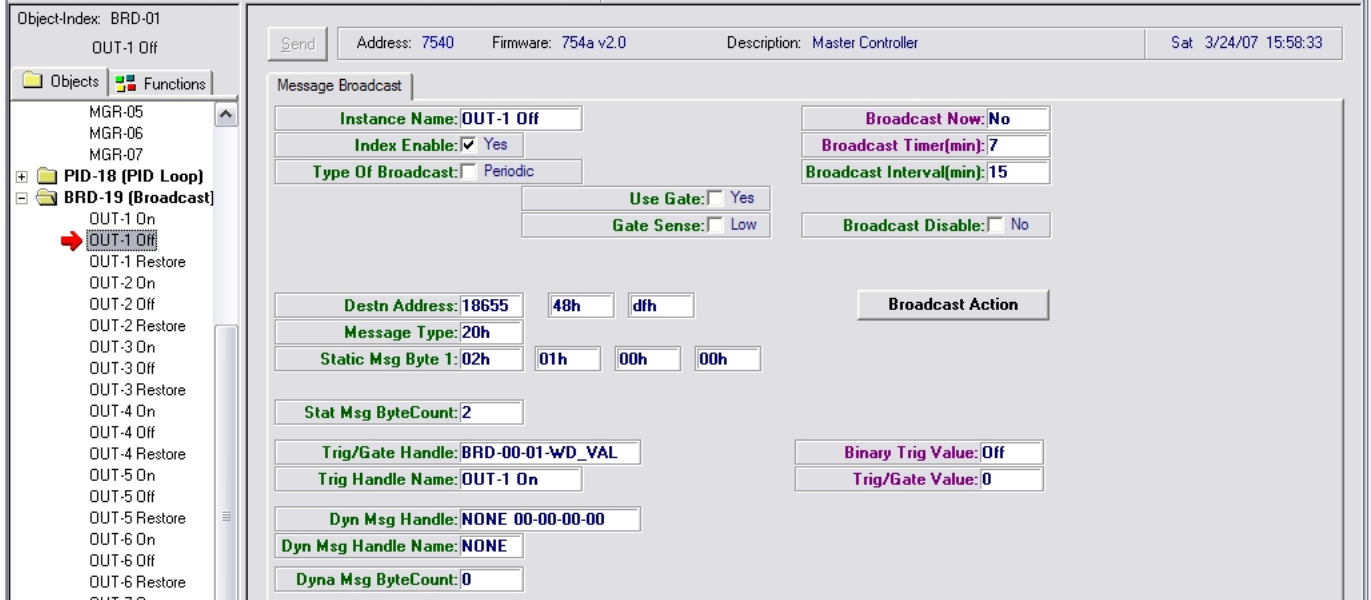 Object-Index: BRD-01
OUT-1 Off
Objects Functions
MGR-05
MGR-06
MGR-07
PID-18 (PID Loop)
BRD-19 (Broadcast)
OUT-1 On
OUT-1 Off
OUT-1 Restore
OUT-2 On
OUT-2 Off
OUT-2 Restore
OUT-3 On
OUT-3 Off
OUT-3 Restore
OUT-4 On
OUT-4 Off
OUT-4 Restore
OUT-5 On
OUT-5 Off
OUT-5 Restore
OUT-6 On
OUT-6 Off
OUT-6 Restore
Send Address: 7540 Firmware: 754a v2.0 Description: Master Controller Sat 3/24/07 15:58:33
Message Broadcast
Instance Name: OUT-1 Off Broadcast Now: No
Index Enable: Yes Broadcast Timer(min): 7
Type Of Broadcast: Periodic Broadcast Interval(min): 15
Use Gate: Yes
Gate Sense: Low Broadcast Disable: No
Destn Address: 18655 48h dfh Broadcast Action
Message Type: 20h
Static Msg Byte 1: 02h 01h 00h 00h
Stat Msg ByteCount: 2
Trig/Gate Handle: BRD-00-01-WD_VAL Binary Trig Value: Off
Trig Handle Name: OUT-1 On Trig/Gate Value: 0
Dyn Msg Handle: NONE 00-00-00-00
Dyn Msg Handle Name: NONE
Dyna Msg ByteCount: 0